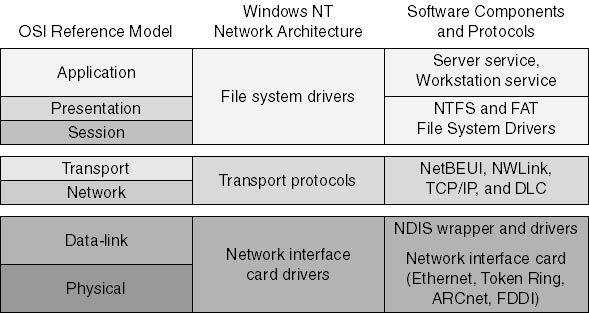 OSI Reference Model
Windows NT
Network Architecture
Software Components
and Protocols
Application
Presentation
Session
File system drivers
Server service,
Workstation service
NTFS and FAT
File System Drivers
Transport
Network
Transport protocols
NetBEUI, NWLink,
TCP/IP, and DLC
Data-link
Physical
Network interface
card drivers
NDIS wrapper and drivers
Network interface card
(Ethernet, Token Ring,
ARCnet, FDDI)